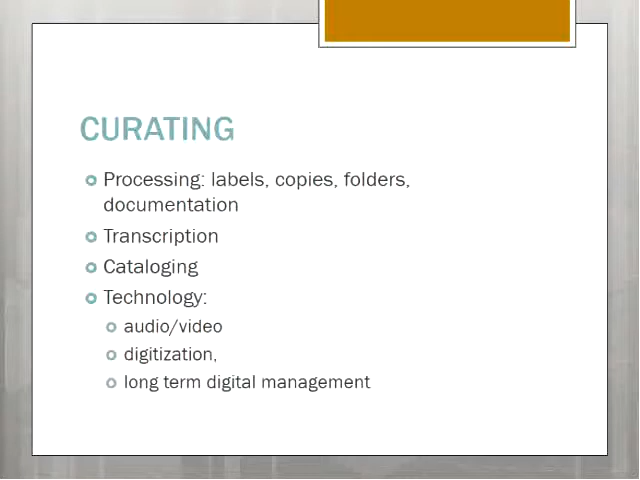 CURATING
Processing: labels, copies, folders,
documentation
Transcription
Cataloging
Technology:
audio/video
digitization,
long term digital management